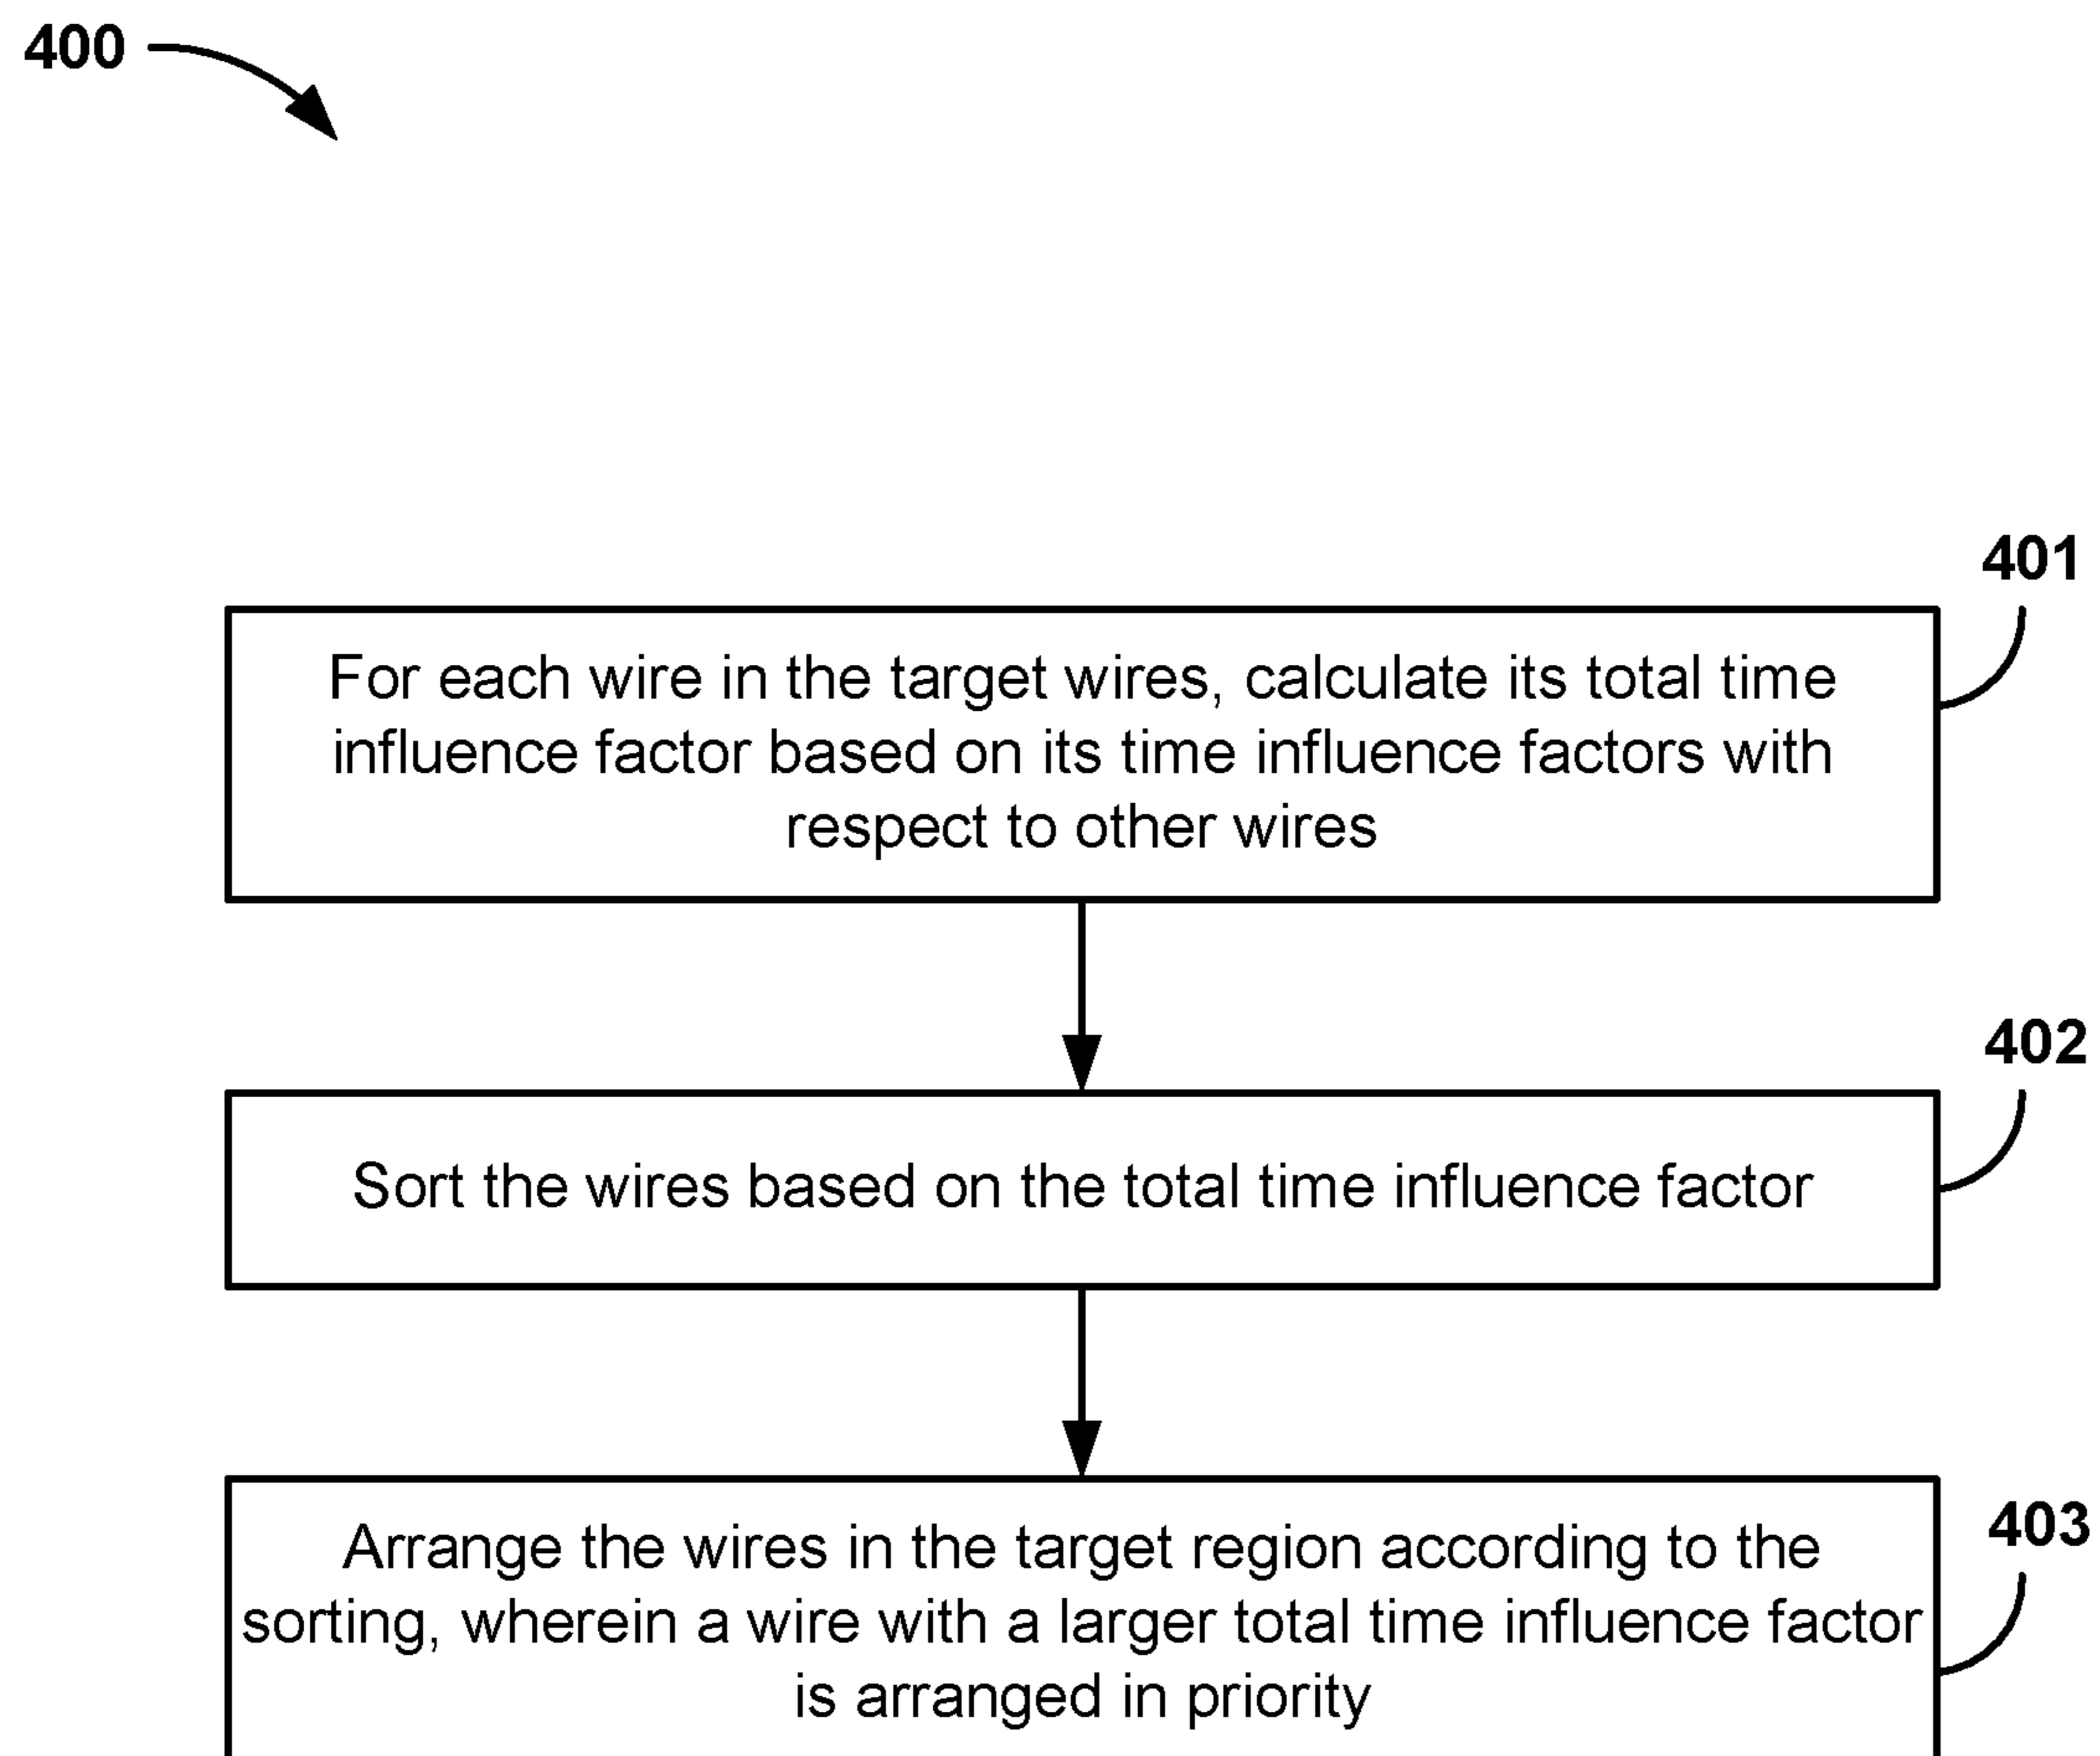 400
401
For each wire in the target wires, calculate its total time
influence factor based on its time influence factors with
respect to other wires
402
Sort the wires based on the total time influence factor
403
Arrange the wires in the target region according to the
sorting, wherein a wire with a larger total time influence factor
is arranged in priority